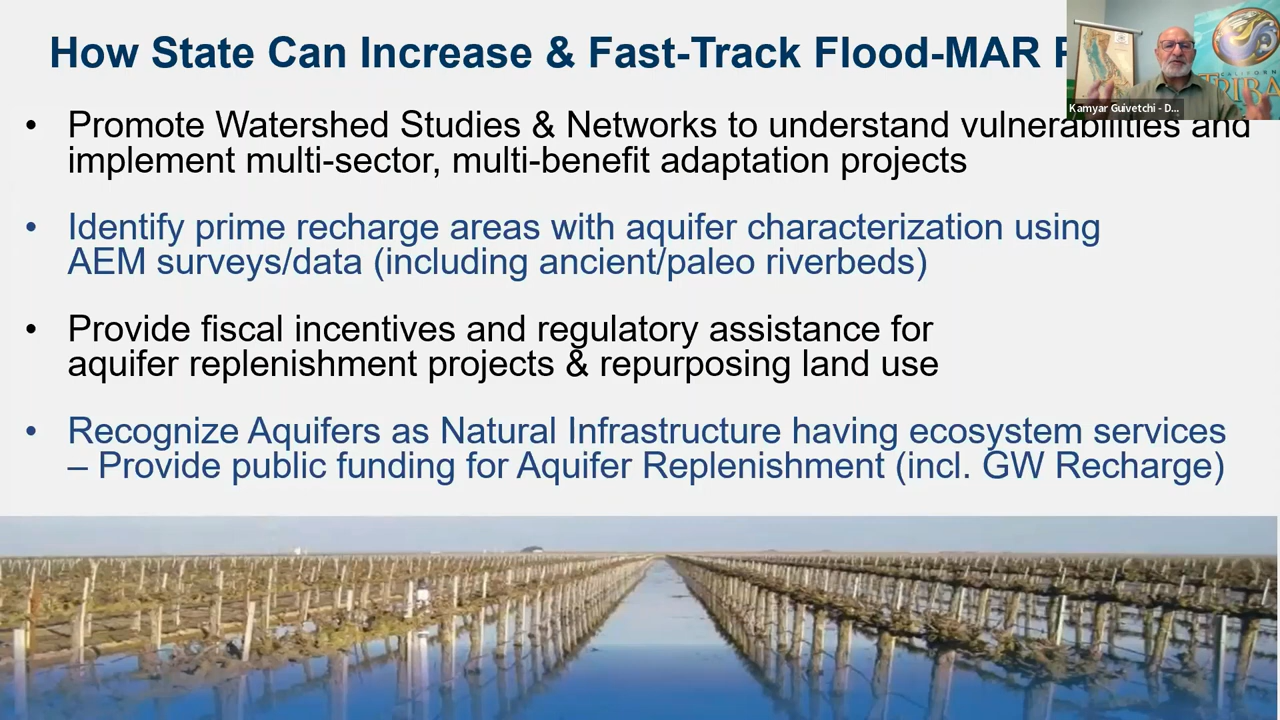 How State Can Increase & Fast-Track Flood-MAR
Kamyar Guivetchi - D...
• Promote Watershed Studies & Networks to understand vulnerabilities and
implement multi-sector, multi-benefit adaptation projects
• Identify prime recharge areas with aquifer characterization using
AEM surveys/data (including ancient/paleo riverbeds)
• Provide fiscal incentives and regulatory assistance for
aquifer replenishment projects & repurposing land use
• Recognize Aquifers as Natural Infrastructure having ecosystem services
– Provide public funding for Aquifer Replenishment (incl. GW Recharge)